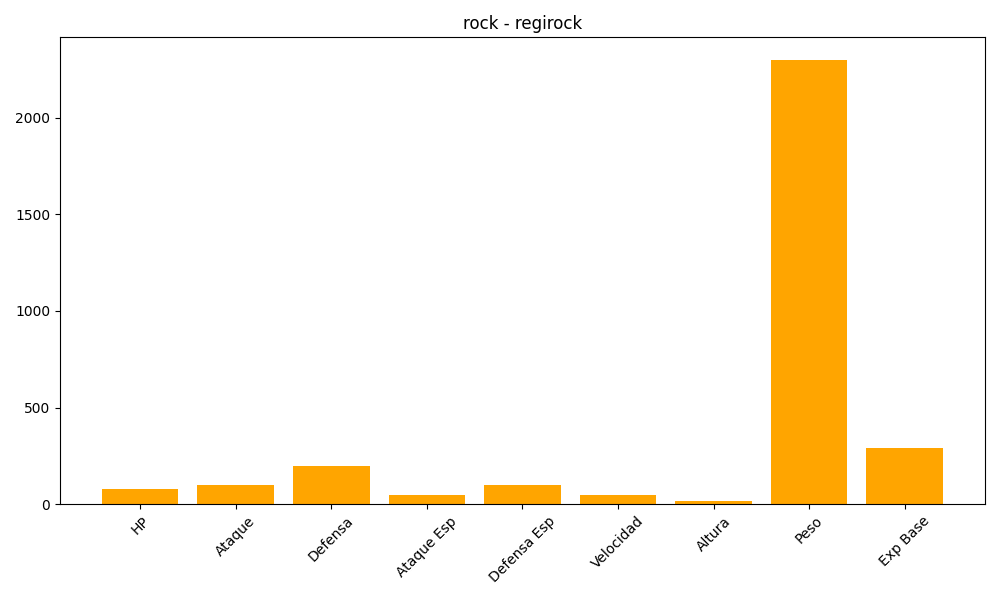 rock - regirock
2000
1500
1000
500
0
HP
Ataque
Defensa
Ataque Esp
Defensa Esp
Velocidad
Altura
Peso
Exp Base